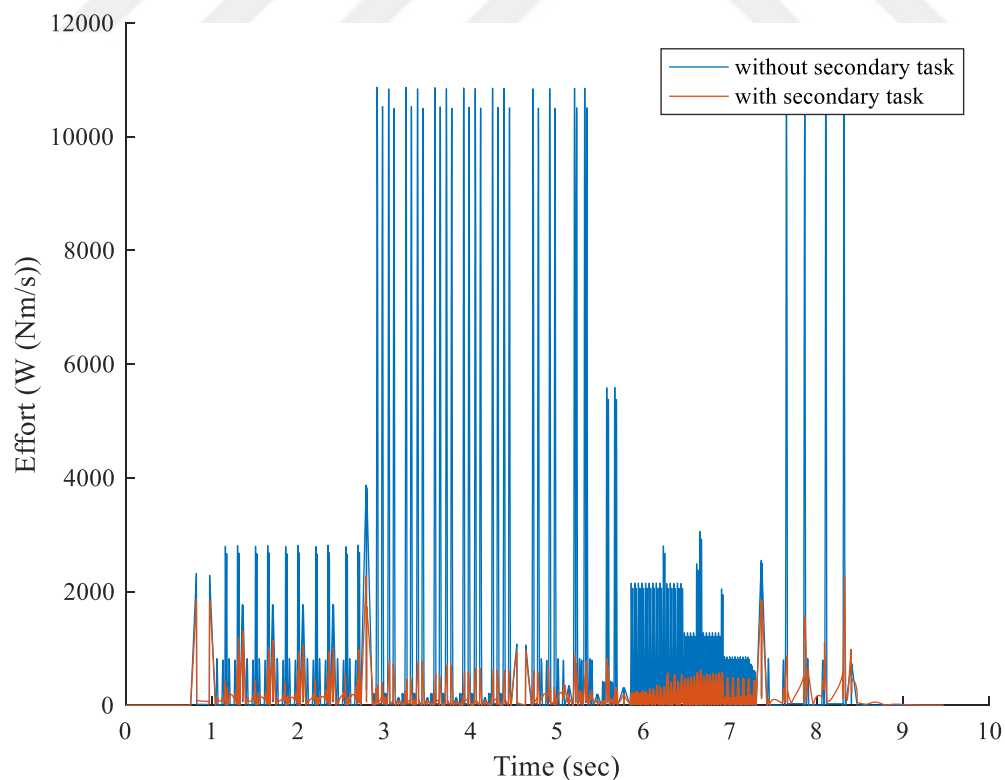 12000
without secondary task
with secondary task
10000
8000
6000
4000
2000
0
Effort (W (Nm/s))
0 1 2 3 4 5 6 7 8 9 10
Time (sec)